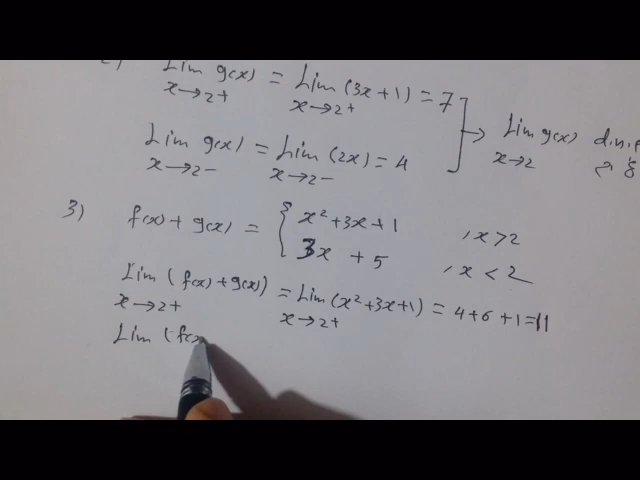 2) Lim g(x) = Lim (3x+1) = 7
x→2+ x→2+
→ Lim g(x) d.n.e
x→2
Lim g(x) = Lim (2x) = 4
x→2− x→2−
3) f(x) + g(x) = { x²+3x+1 , x>2
3x + 5 , x < 2
Lim (f(x) + g(x)) = Lim (x²+3x+1) = 4+6+1=11
x→2+ x→2+
Lim (f(x